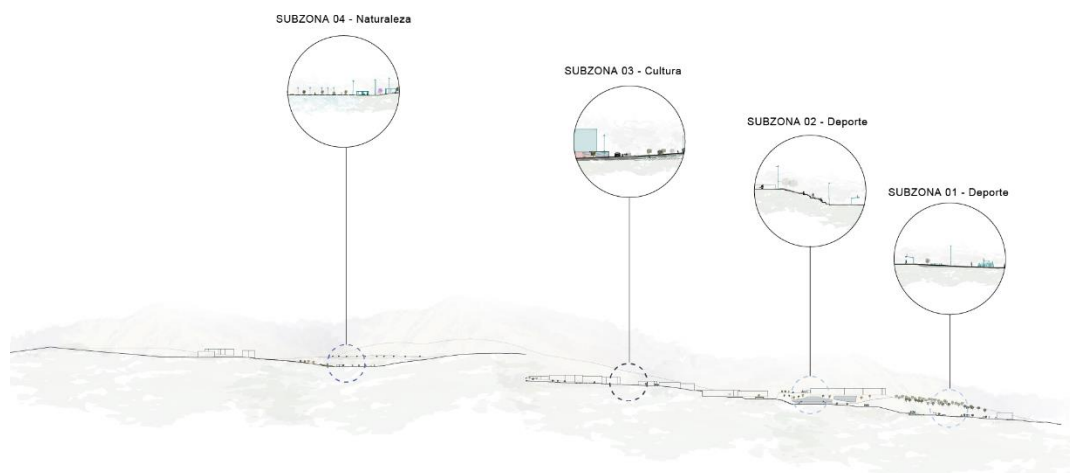 SUBZONA 04 - Naturaleza
SUBZONA 03 - Cultura
SUBZONA 02 - Deporte
SUBZONA 01 - Deporte